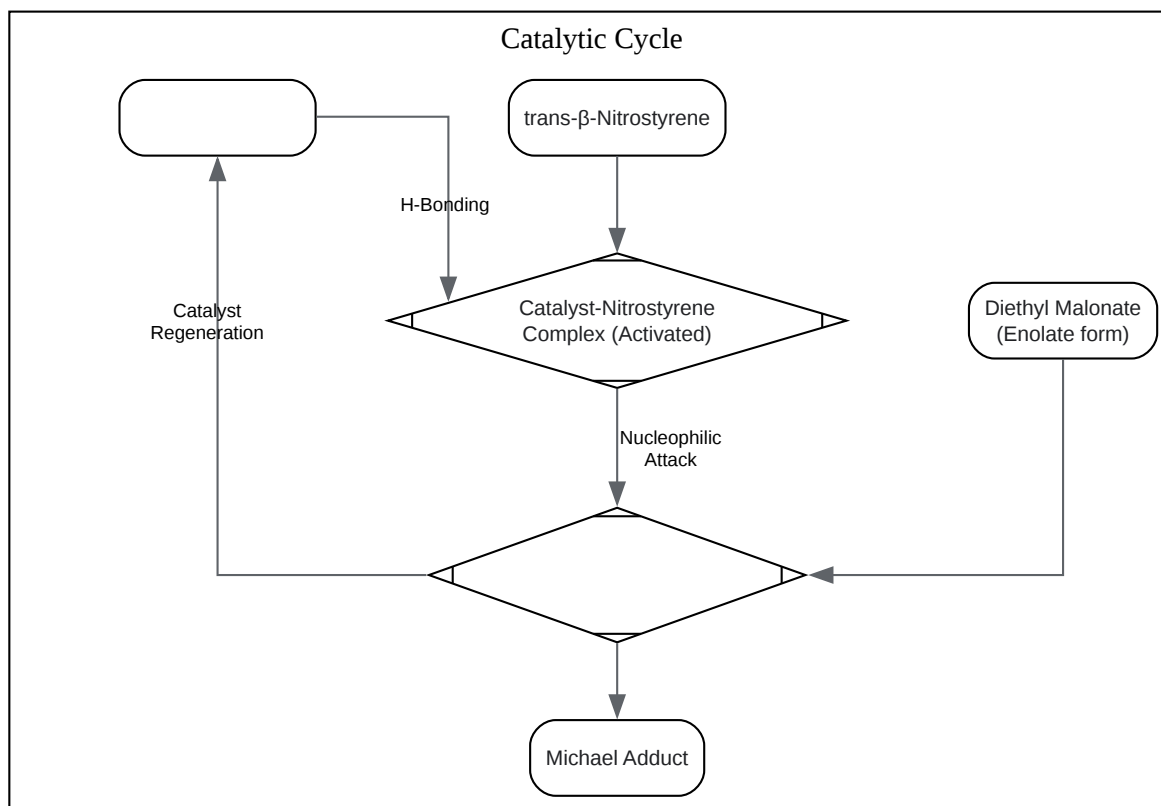 Catalytic Cycle
trans-β-Nitrostyrene
H-Bonding
Catalyst-Nitrostyrene
Complex (Activated)
Diethyl Malonate
(Enolate form)
Catalyst
Regeneration
Nucleophilic
Attack
Michael Adduct